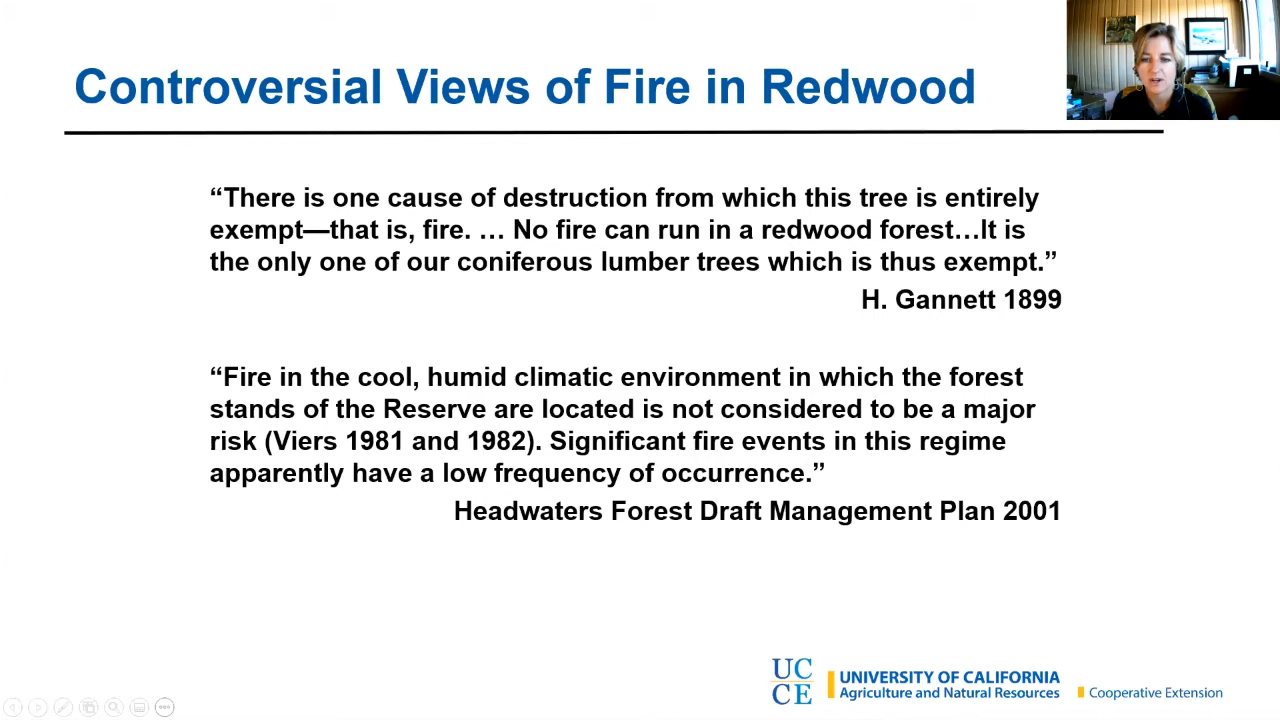 Controversial Views of Fire in Redwood
“There is one cause of destruction from which this tree is entirely
exempt—that is, fire. … No fire can run in a redwood forest…It is
the only one of our coniferous lumber trees which is thus exempt.”
H. Gannett 1899
“Fire in the cool, humid climatic environment in which the forest
stands of the Reserve are located is not considered to be a major
risk (Viers 1981 and 1982). Significant fire events in this regime
apparently have a low frequency of occurrence.”
Headwaters Forest Draft Management Plan 2001
UC
CE
UNIVERSITY OF CALIFORNIA
Agriculture and Natural Resources
Cooperative Extension